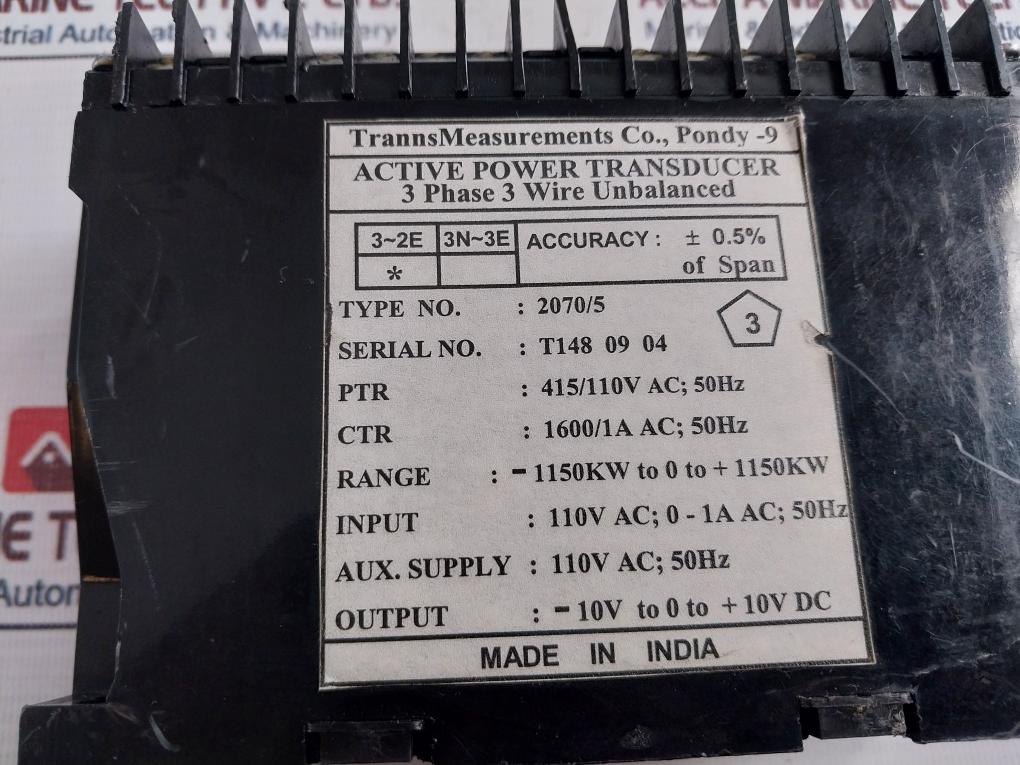 Industrial Automation & Machinery
TrannsMeasurements Co., Pondy -9
ACTIVE POWER TRANSDUCER
3 Phase 3 Wire Unbalanced
3~2E 3N~3E ACCURACY : ± 0.5%
* of Span
TYPE NO. : 2070/5
3
SERIAL NO. : T148 09 04
PTR : 415/110V AC; 50Hz
CTR : 1600/1A AC; 50Hz
RANGE : - 1150KW to 0 to + 1150KW
INPUT : 110V AC; 0 - 1A AC; 50Hz
AUX. SUPPLY : 110V AC; 50Hz
OUTPUT : - 10V to 0 to + 10V DC
MADE IN INDIA